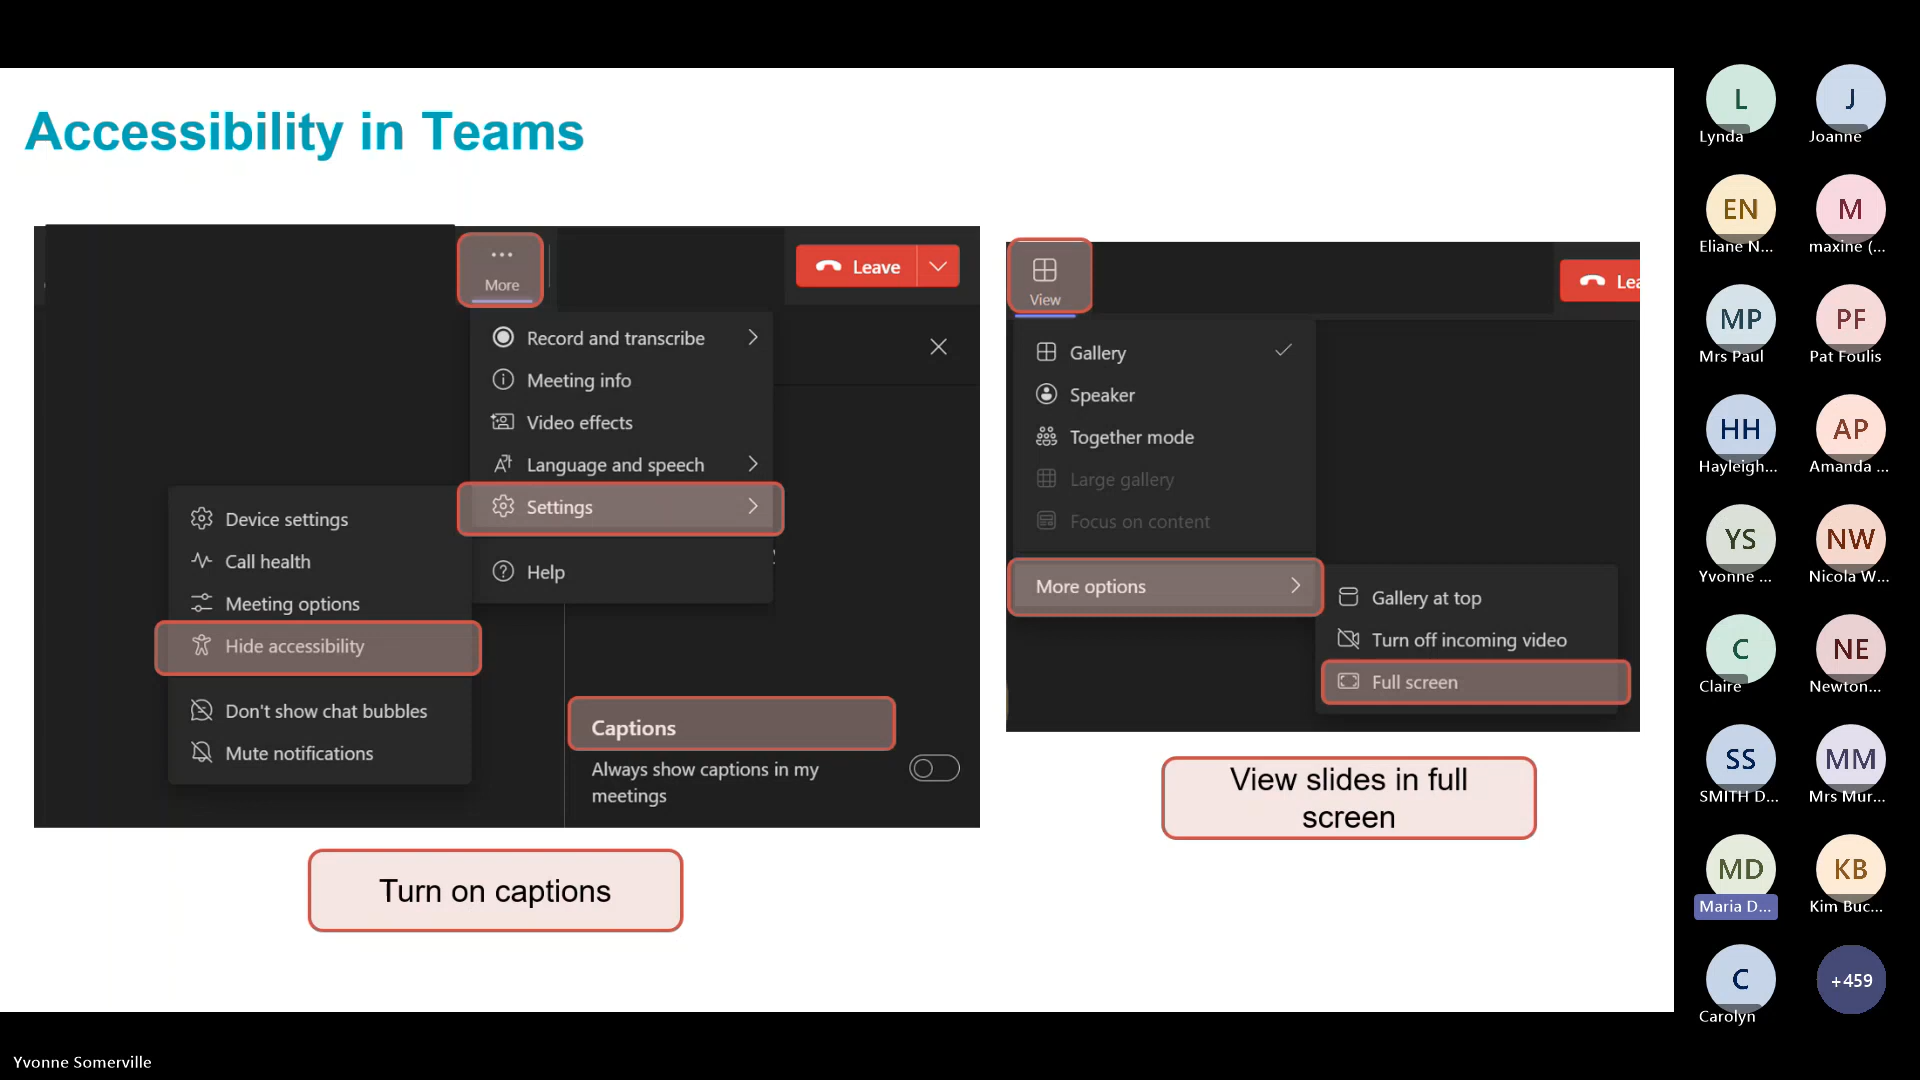 Accessibility in Teams
More
Leave
Record and transcribe
Meeting info
Video effects
Language and speech
Settings
Help
Device settings
Call health
Meeting options
Hide accessibility
Don't show chat bubbles
Mute notifications
Captions
Always show captions in my
meetings
Turn on captions
View
Lea
Gallery
Speaker
Together mode
Large gallery
Focus on content
More options
Gallery at top
Turn off incoming video
Full screen
View slides in full
screen
L
Lynda
J
Joanne
EN
Eliane N...
M
maxine (...
MP
Mrs Paul
PF
Pat Foulis
HH
Hayleigh...
AP
Amanda ...
YS
Yvonne ...
NW
Nicola W...
C
Claire
NE
Newton...
SS
SMITH D...
MM
Mrs Mur...
MD
Maria D...
KB
Kim Buc...
C
Carolyn
+459
Yvonne Somerville